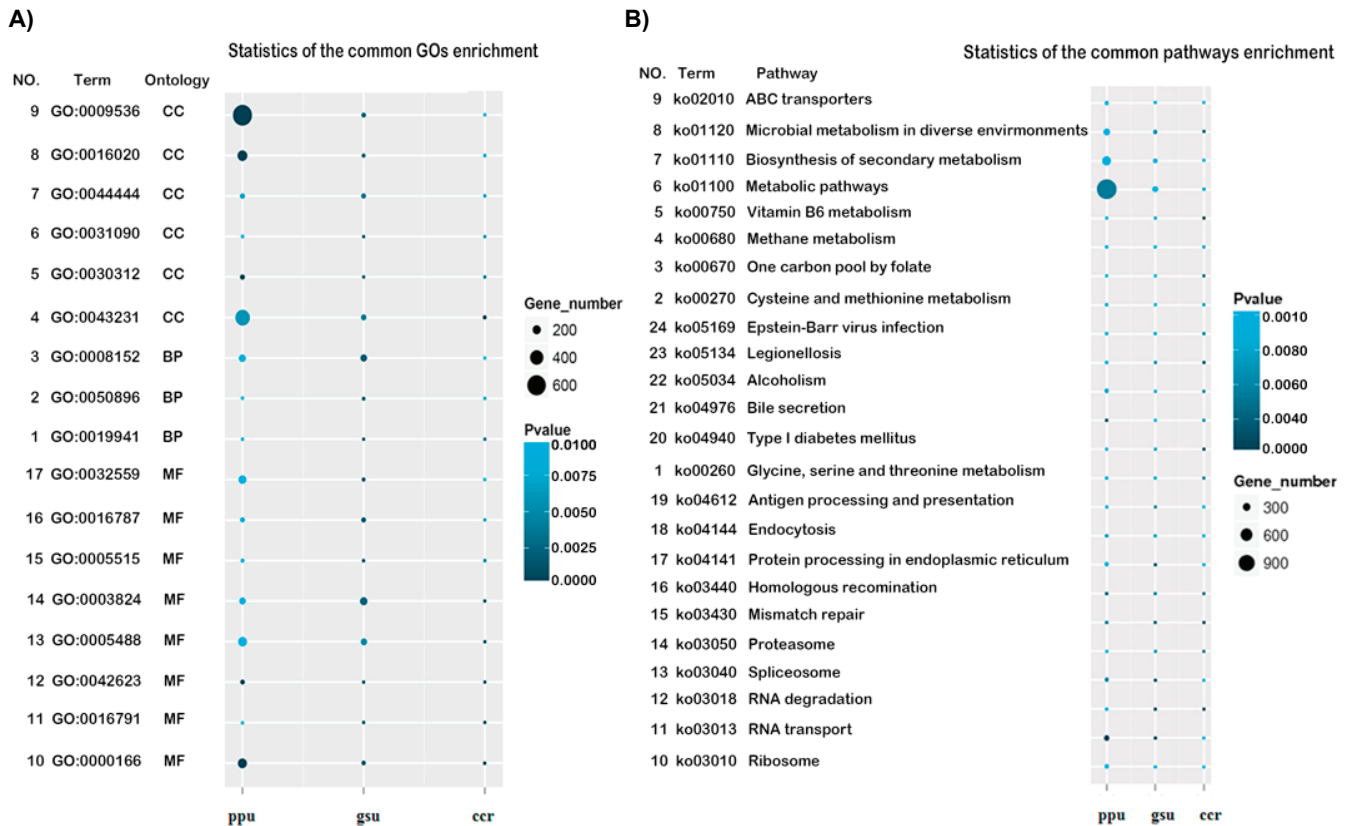 A)
Statistics of the common GOs enrichment
NO. Term Ontology
9 GO:0009536 CC
8 GO:0016020 CC
7 GO:0044444 CC
6 GO:0031090 CC
5 GO:0030312 CC
4 GO:0043231 CC
3 GO:0008152 BP
2 GO:0050896 BP
1 GO:0019941 BP
17 GO:0032559 MF
16 GO:0016787 MF
15 GO:0005515 MF
14 GO:0003824 MF
13 GO:0005488 MF
12 GO:0042623 MF
11 GO:0016791 MF
10 GO:0000166 MF
ppu gsu ccr
Gene_number
200
400
600
Pvalue
0.0100
0.0075
0.0050
0.0025
0.0000
B)
Statistics of the common pathways enrichment
NO. Term Pathway
9 ko02010 ABC transporters
8 ko01120 Microbial metabolism in diverse envirmonments
7 ko01110 Biosynthesis of secondary metabolism
6 ko01100 Metabolic pathways
5 ko00750 Vitamin B6 metabolism
4 ko00680 Methane metabolism
3 ko00670 One carbon pool by folate
2 ko00270 Cysteine and methionine metabolism
24 ko05169 Epstein-Barr virus infection
23 ko05134 Legionellosis
22 ko05034 Alcoholism
21 ko04976 Bile secretion
20 ko04940 Type I diabetes mellitus
1 ko00260 Glycine, serine and threonine metabolism
19 ko04612 Antigen processing and presentation
18 ko04144 Endocytosis
17 ko04141 Protein processing in endoplasmic reticulum
16 ko03440 Homologous recomination
15 ko03430 Mismatch repair
14 ko03050 Proteasome
13 ko03040 Spliceosome
12 ko03018 RNA degradation
11 ko03013 RNA transport
10 ko03010 Ribosome
ppu gsu ccr
Pvalue
0.0010
0.0080
0.0060
0.0040
0.0000
Gene_number
300
600
900